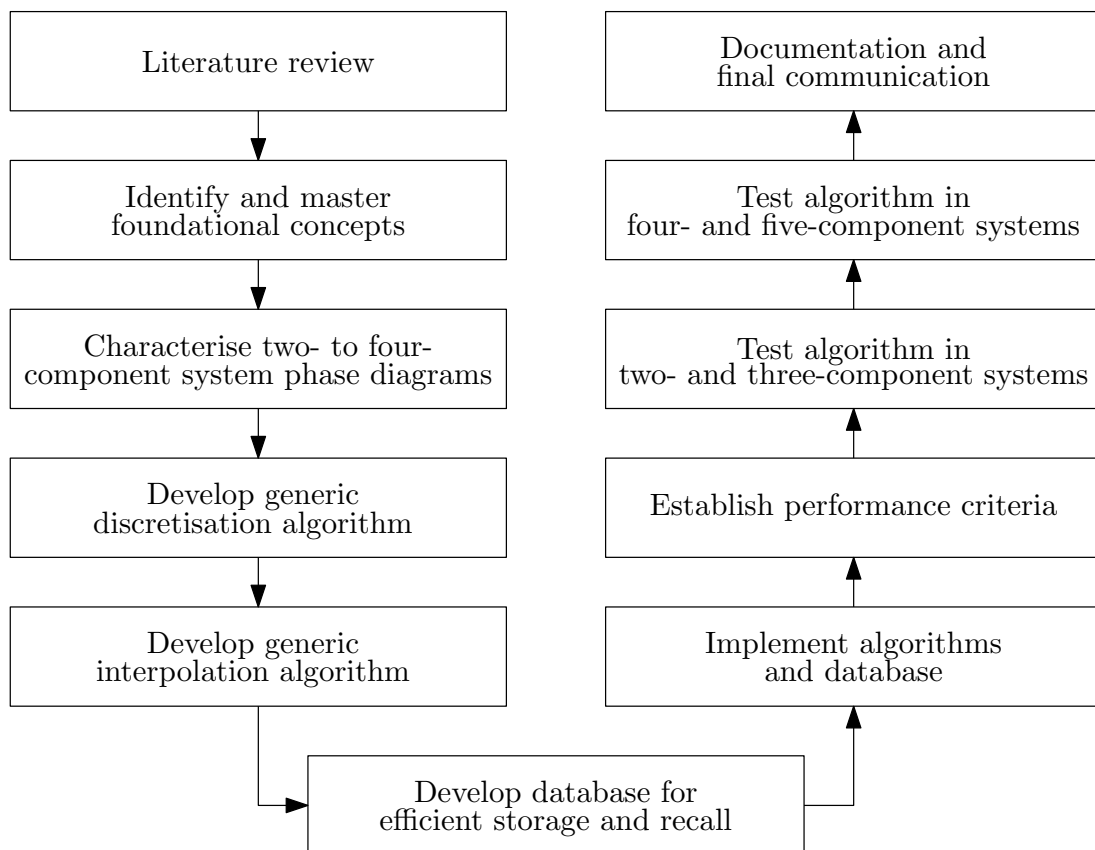 Literature review
Identify and master
foundational concepts
Characterise two- to four-
component system phase diagrams
Develop generic
discretisation algorithm
Develop generic
interpolation algorithm
Develop database for
efficient storage and recall
Implement algorithms
and database
Establish performance criteria
Test algorithm in
two- and three-component systems
Test algorithm in
four- and five-component systems
Documentation and
final communication